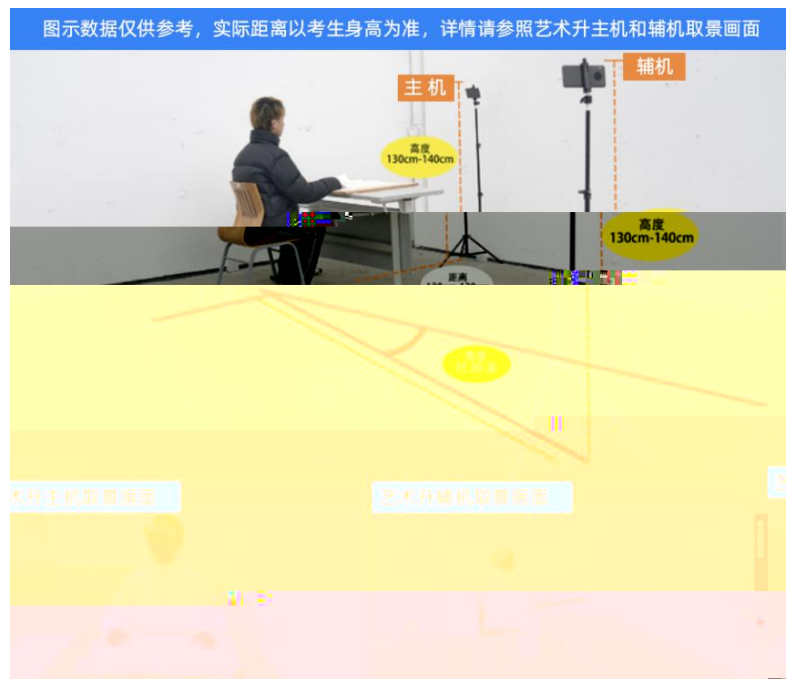 图示数据仅供参考，实际距离以考生身高为准，详情请参照艺术升主机和辅机取景画面
辅机
主 机
高度
130cm-140cm
高度
130cm-140cm
距离
术升主机取景画面
艺术升辅机取景画面